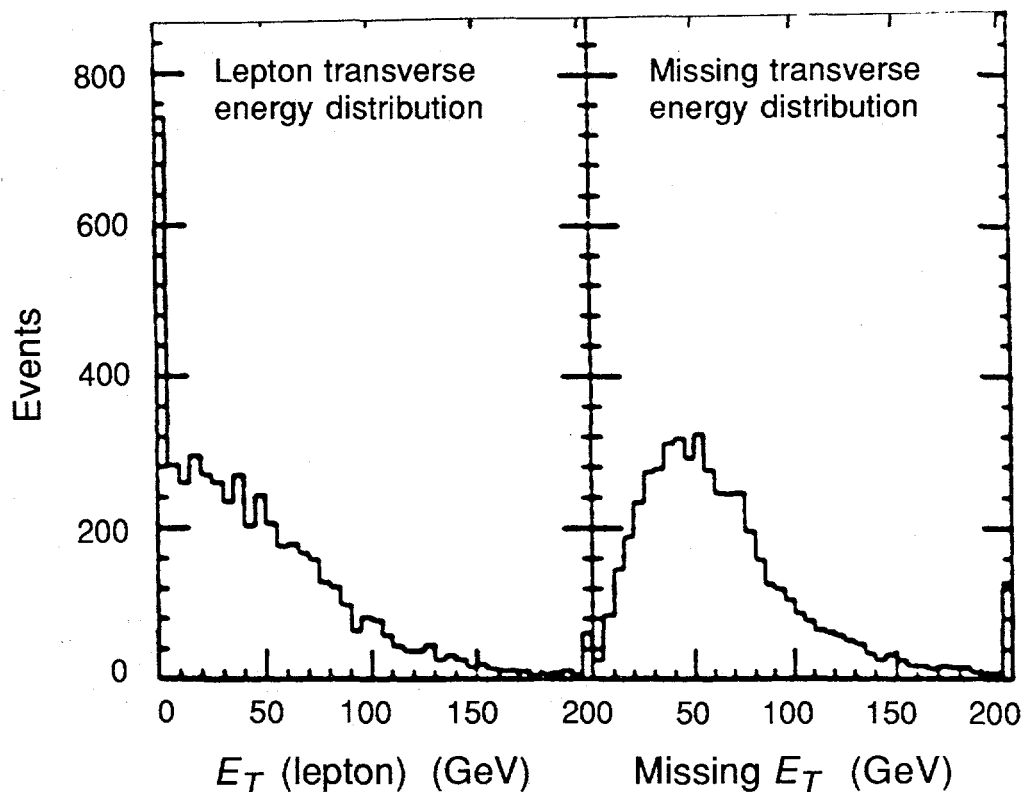 Lepton transverse
energy distribution
Missing transverse
energy distribution
800
600
400
200
0
Events
0 50 100 150 200 50 100 150 200
E_T (lepton) (GeV)
Missing E_T (GeV)